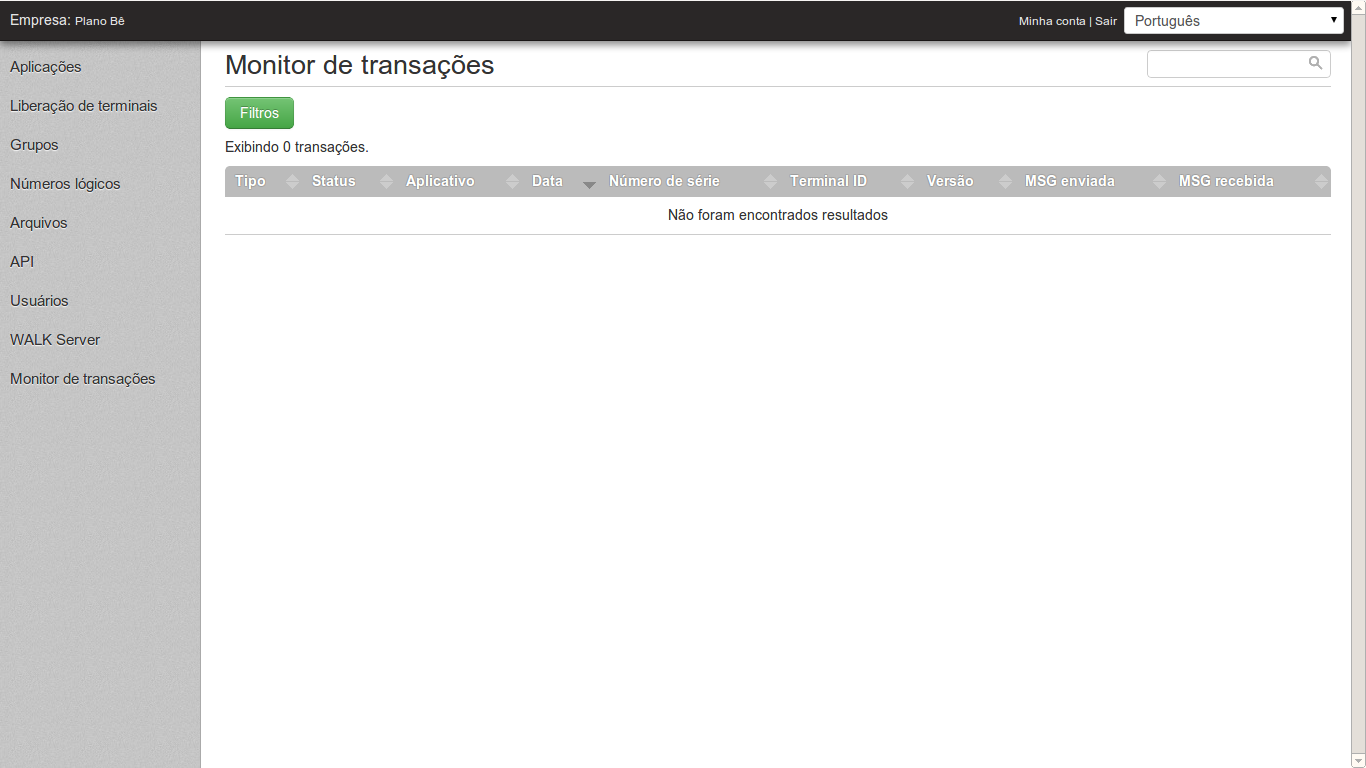 Empresa: Plano Bê
Minha conta | Sair
Português
Aplicações
Liberação de terminais
Grupos
Números lógicos
Arquivos
API
Usuários
WALK Server
Monitor de transações
Monitor de transações
Filtros
Exibindo 0 transações.
Tipo Status Aplicativo Data Número de série Terminal ID Versão MSG enviada MSG recebida
Não foram encontrados resultados